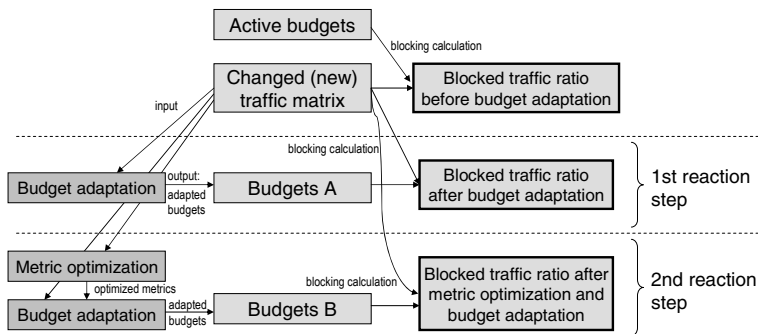 Active budgets
blocking calculation
Changed (new)
traffic matrix
Blocked traffic ratio
before budget adaptation
input
blocking calculation
Budget adaptation
output:
adapted
budgets
Budgets A
Blocked traffic ratio
after budget adaptation
1st reaction
step
Metric optimization
optimized metrics
Budget adaptation
adapted
budgets
Budgets B
blocking calculation
Blocked traffic ratio after
metric optimization and
budget adaptation
2nd reaction
step